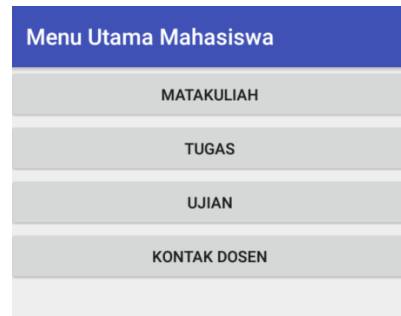 Menu Utama Mahasiswa
MATAKULIAH
TUGAS
UJIAN
KONTAK DOSEN